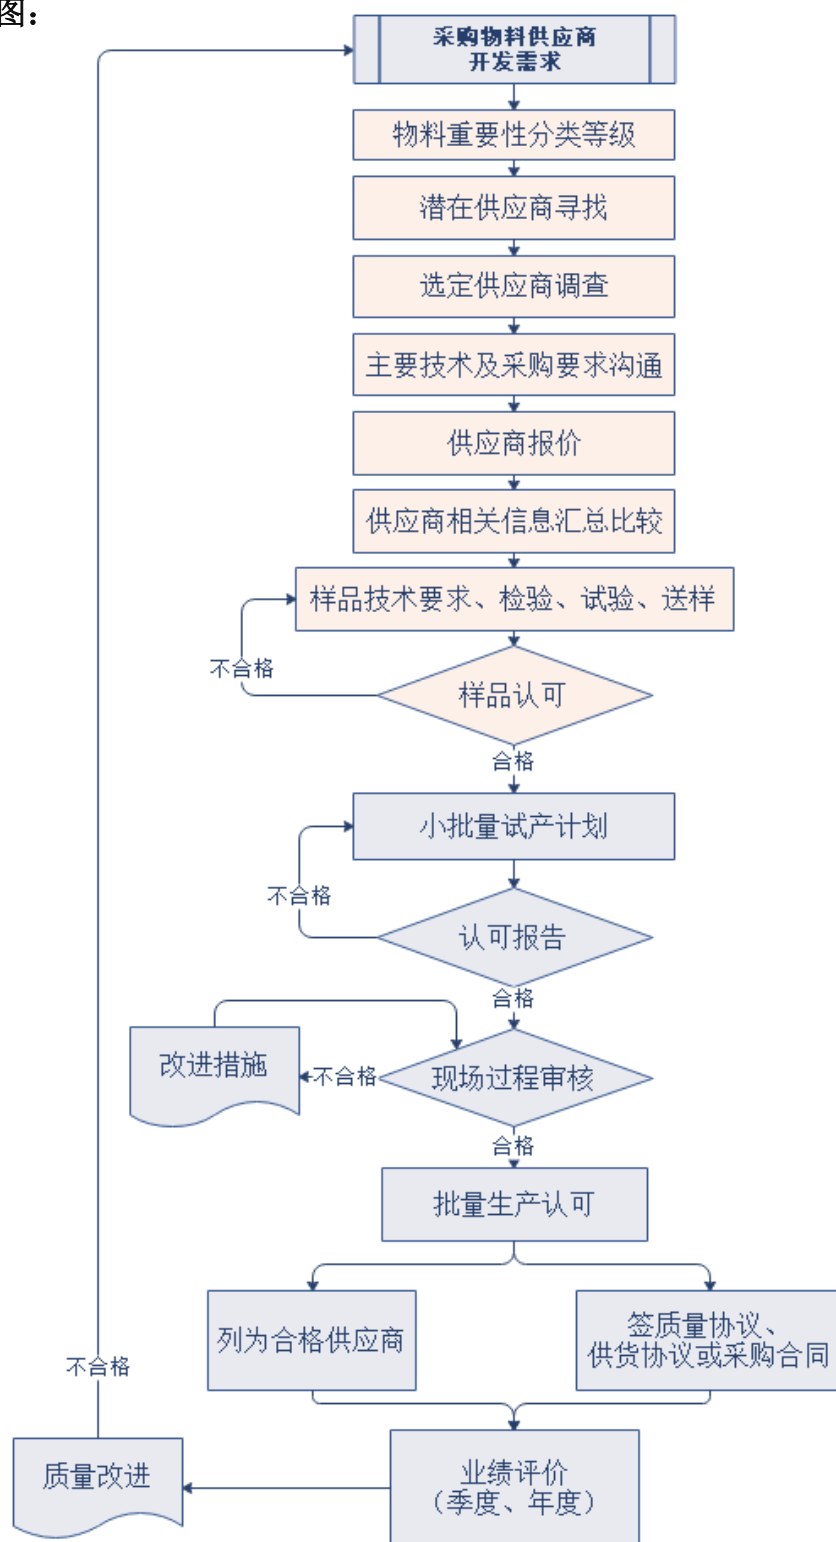 图：
采购物料供应商
开发需求
物料重要性分类等级
潜在供应商寻找
选定供应商调查
主要技术及采购要求沟通
供应商报价
供应商相关信息汇总比较
样品技术要求、检验、试验、送样
不合格
样品认可
合格
小批量试产计划
不合格
认可报告
合格
改进措施
不合格
现场过程审核
合格
批量生产认可
列为合格供应商
签质量协议、
供货协议或采购合同
不合格
质量改进
业绩评价
（季度、年度）